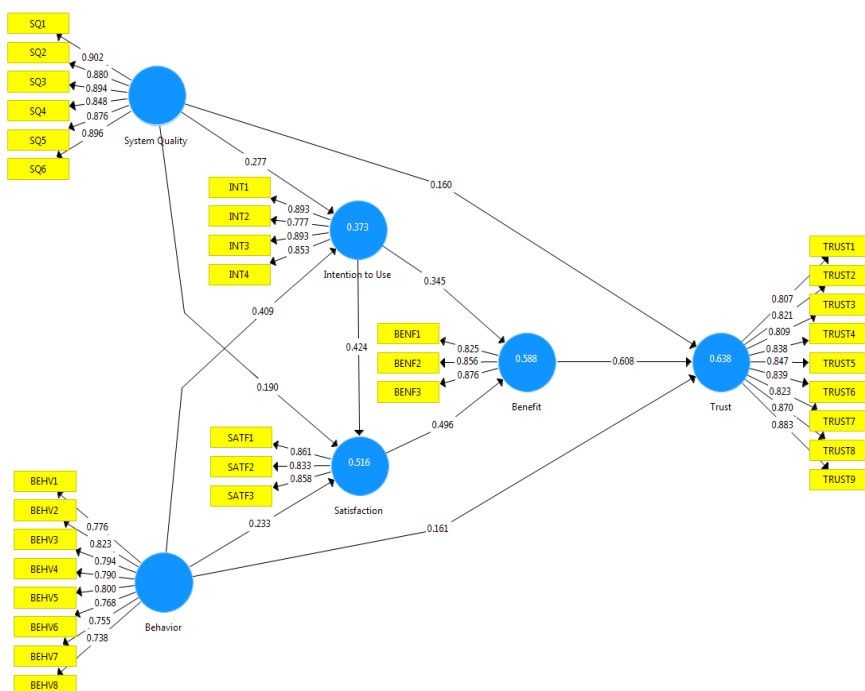 SQ1
SQ2
SQ3
SQ4
SQ5
SQ6
0.902
0.880
0.894
0.848
0.876
0.896
System Quality
0.277
0.160
INT1
INT2
INT3
INT4
0.893
0.777
0.893
0.853
0.373
Intention to Use
0.409
0.345
0.424
0.190
BENF1
BENF2
BENF3
0.825
0.856
0.876
0.588
Benefit
0.608
0.638
Trust
0.807
0.821
0.809
0.838
0.847
0.839
0.823
0.870
0.883
TRUST1
TRUST2
TRUST3
TRUST4
TRUST5
TRUST6
TRUST7
TRUST8
TRUST9
SATF1
SATF2
SATF3
0.861
0.833
0.858
0.516
Satisfaction
0.496
0.233
0.161
BEHV1
BEHV2
BEHV3
BEHV4
BEHV5
BEHV6
BEHV7
BEHV8
0.776
0.823
0.794
0.790
0.800
0.768
0.755
0.738
Behavior